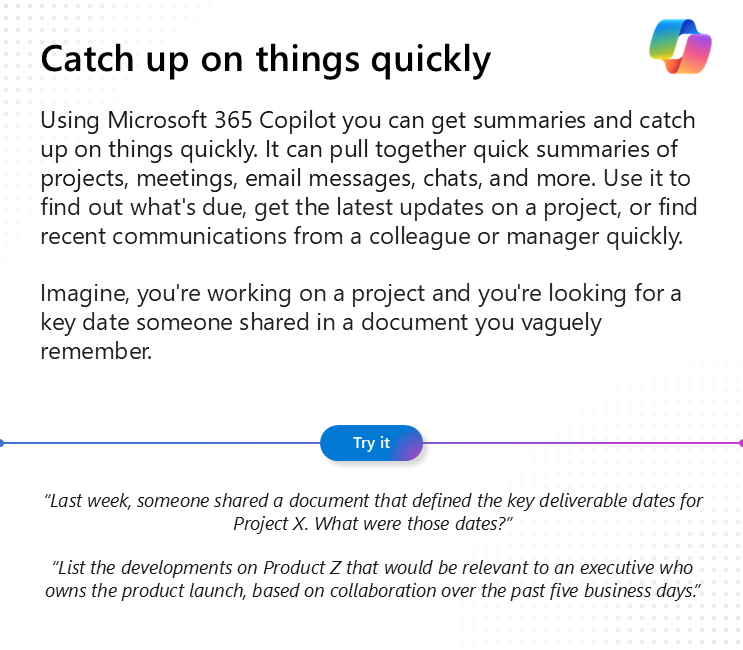 Catch up on things quickly
Using Microsoft 365 Copilot you can get summaries and catch
up on things quickly. It can pull together quick summaries of
projects, meetings, email messages, chats, and more. Use it to
find out what's due, get the latest updates on a project, or find
recent communications from a colleague or manager quickly.
Imagine, you're working on a project and you're looking for a
key date someone shared in a document you vaguely
remember.
Try it
“Last week, someone shared a document that defined the key deliverable dates for
Project X. What were those dates?”
“List the developments on Product Z that would be relevant to an executive who
owns the product launch, based on collaboration over the past five business days.”